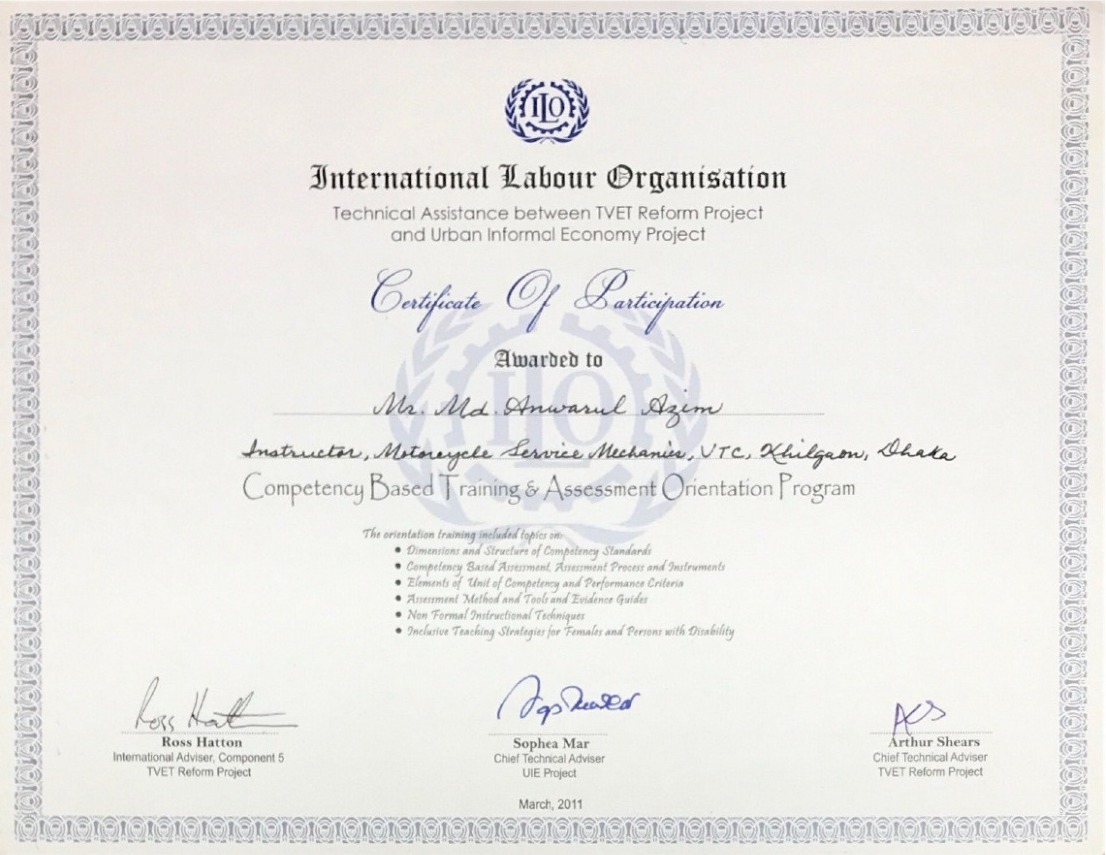 ILO
International Labour Organisation
Technical Assistance between TVET Reform Project
and Urban Informal Economy Project
Certificate Of Participation
Awarded to
Mr. Md. Anwarul Azim
Instructor, Motorcycle Service Mechanics, UTC, Khilgaon, Dhaka
Competency Based Training & Assessment Orientation Program
The orientation training included topics on:
• Dimensions and Structure of Competency Standards
• Competency Based Assessment, Assessment Process and Instruments
• Elements of Unit of Competency and Performance Criteria
• Assessment Method and Tools and Evidence Guides
• Non Formal Instructional Techniques
• Inclusive Teaching Strategies for Females and Persons with Disability
Ross Hatton
Ross Hatton
International Adviser, Component 5
TVET Reform Project
Sophea Mar
Chief Technical Adviser
UIE Project
Arthur Shears
Chief Technical Adviser
TVET Reform Project
March, 2011